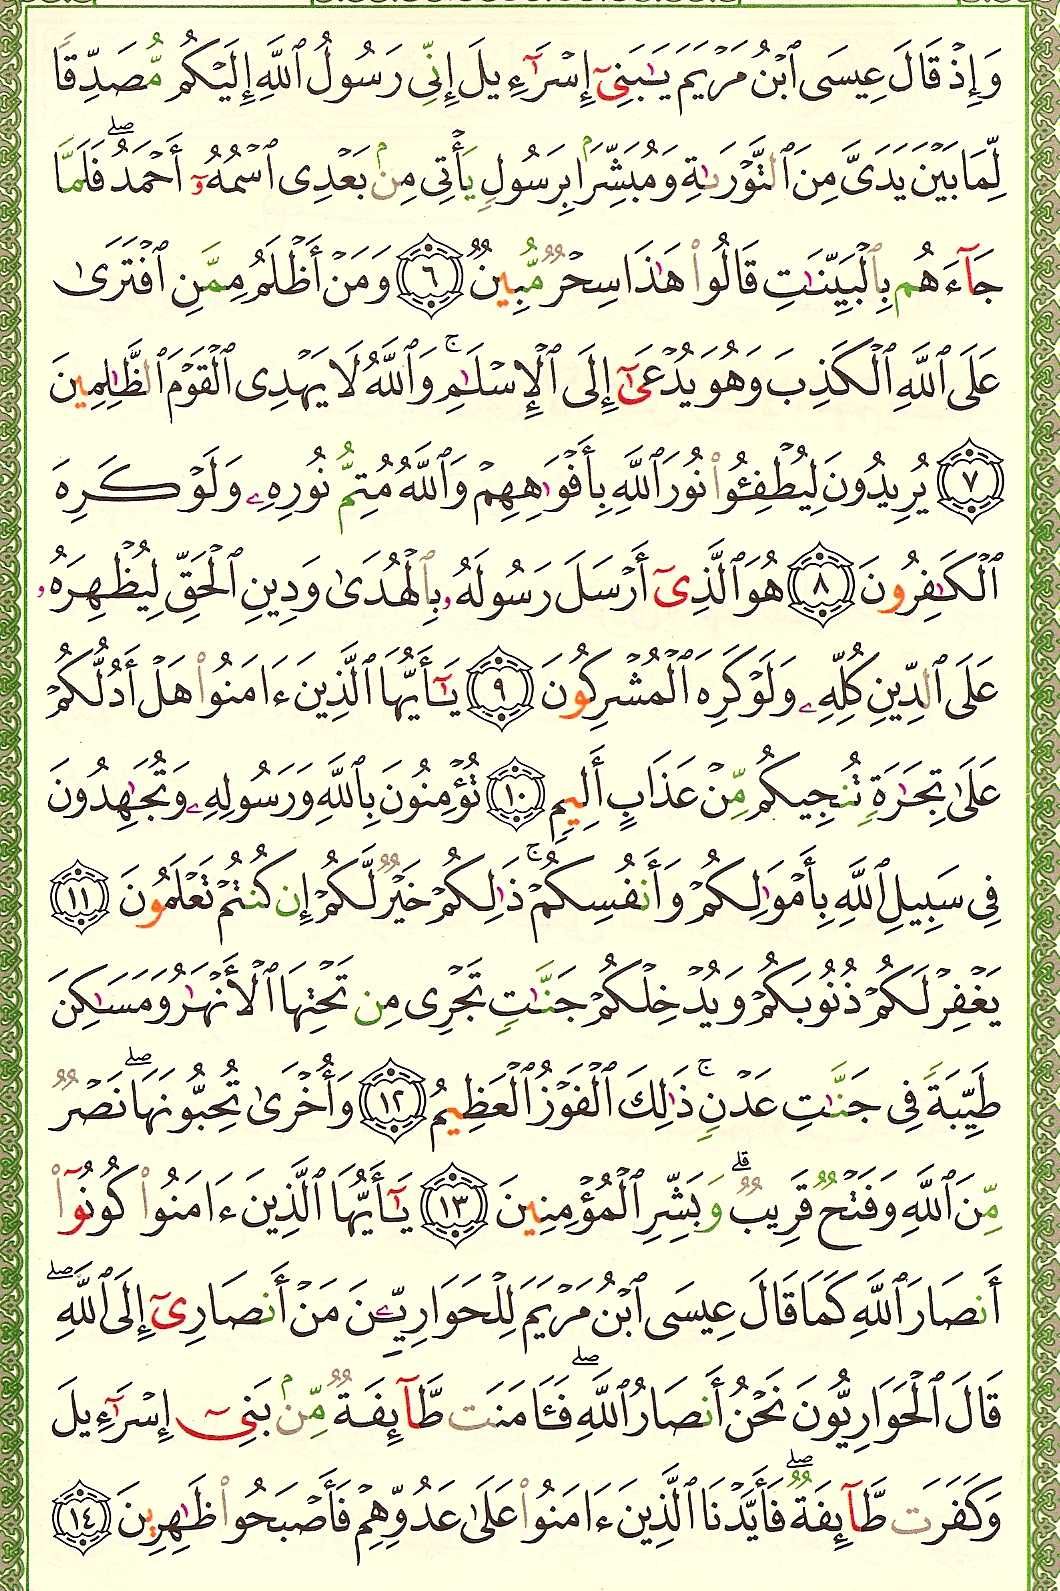 وَإِذْ قَالَ عِيسَى ٱبْنُ مَرْيَمَ يَـٰبَنِىٓ إِسْرَٰٓءِيلَ إِنِّى رَسُولُ ٱللَّهِ إِلَيْكُم مُّصَدِّقًا
لِّمَا بَيْنَ يَدَىَّ مِنَ ٱلتَّوْرَىٰةِ وَمُبَشِّرًۢا بِرَسُولٍ يَأْتِى مِنۢ بَعْدِى ٱسْمُهُۥٓ أَحْمَدُ ۖ فَلَمَّا
جَآءَهُم بِٱلْبَيِّنَـٰتِ قَالُوا۟ هَـٰذَا سِحْرٌ مُّبِينٌ ﴿٦﴾ وَمَنْ أَظْلَمُ مِمَّنِ ٱفْتَرَىٰ
عَلَى ٱللَّهِ ٱلْكَذِبَ وَهُوَ يُدْعَىٰٓ إِلَى ٱلْإِسْلَـٰمِ ۚ وَٱللَّهُ لَا يَهْدِى ٱلْقَوْمَ ٱلظَّـٰلِمِينَ
﴿٧﴾ يُرِيدُونَ لِيُطْفِـُٔوا۟ نُورَ ٱللَّهِ بِأَفْوَٰهِهِمْ وَٱللَّهُ مُتِمُّ نُورِهِۦ وَلَوْ كَرِهَ
ٱلْكَـٰفِرُونَ ﴿٨﴾ هُوَ ٱلَّذِىٓ أَرْسَلَ رَسُولَهُۥ بِٱلْهُدَىٰ وَدِينِ ٱلْحَقِّ لِيُظْهِرَهُۥ
عَلَى ٱلدِّينِ كُلِّهِۦ وَلَوْ كَرِهَ ٱلْمُشْرِكُونَ ﴿٩﴾ يَـٰٓأَيُّهَا ٱلَّذِينَ ءَامَنُوا۟ هَلْ أَدُلُّكُمْ
عَلَىٰ تِجَـٰرَةٍ تُنجِيكُم مِّنْ عَذَابٍ أَلِيمٍ ﴿١٠﴾ تُؤْمِنُونَ بِٱللَّهِ وَرَسُولِهِۦ وَتُجَـٰهِدُونَ
فِى سَبِيلِ ٱللَّهِ بِأَمْوَٰلِكُمْ وَأَنفُسِكُمْ ۚ ذَٰلِكُمْ خَيْرٌ لَّكُمْ إِن كُنتُمْ تَعْلَمُونَ ﴿١١﴾
يَغْفِرْ لَكُمْ ذُنُوبَكُمْ وَيُدْخِلْكُمْ جَنَّـٰتٍ تَجْرِى مِن تَحْتِهَا ٱلْأَنْهَـٰرُ وَمَسَـٰكِنَ
طَيِّبَةً فِى جَنَّـٰتِ عَدْنٍ ۚ ذَٰلِكَ ٱلْفَوْزُ ٱلْعَظِيمُ ﴿١٢﴾ وَأُخْرَىٰ تُحِبُّونَهَا ۖ نَصْرٌ
مِّنَ ٱللَّهِ وَفَتْحٌ قَرِيبٌ ۗ وَبَشِّرِ ٱلْمُؤْمِنِينَ ﴿١٣﴾ يَـٰٓأَيُّهَا ٱلَّذِينَ ءَامَنُوا۟ كُونُوٓا۟
أَنصَارَ ٱللَّهِ كَمَا قَالَ عِيسَى ٱبْنُ مَرْيَمَ لِلْحَوَارِيِّـۧنَ مَنْ أَنصَارِىٓ إِلَى ٱللَّهِ ۖ
قَالَ ٱلْحَوَارِيُّونَ نَحْنُ أَنصَارُ ٱللَّهِ ۖ فَـَٔامَنَت طَّآئِفَةٌ مِّنۢ بَنِىٓ إِسْرَٰٓءِيلَ
وَكَفَرَت طَّآئِفَةٌ ۖ فَأَيَّدْنَا ٱلَّذِينَ ءَامَنُوا۟ عَلَىٰ عَدُوِّهِمْ فَأَصْبَحُوا۟ ظَـٰهِرِينَ ﴿١٤﴾